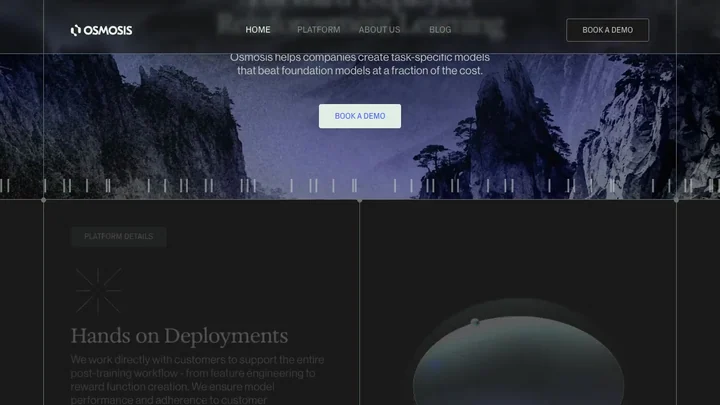 OSMOSIS
HOME
PLATFORM
ABOUT US
BLOG
BOOK A DEMO
Osmosis helps companies create task-specific models
that beat foundation models at a fraction of the cost.
BOOK A DEMO
PLATFORM DETAILS
Hands on Deployments
We work directly with customers to support the entire
post-training workflow - from feature engineering to
reward function creation. We ensure model
performance and adherence to customer